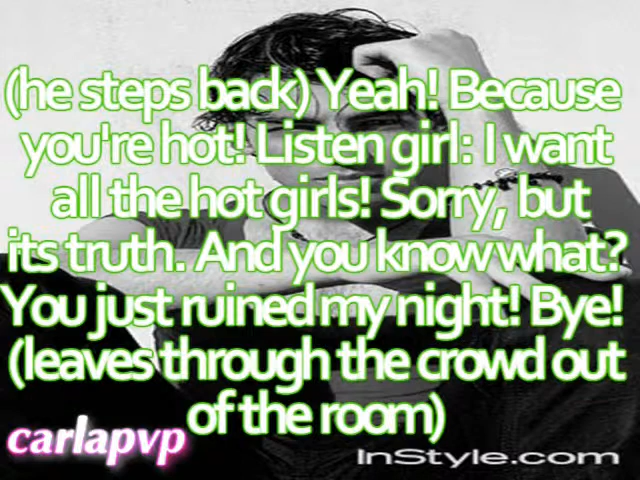 (he steps back) Yeah! Because
you're hot! Listen girl: I want
all the hot girls! Sorry, but
its truth. And you know what?
You just ruined my night! Bye!
(leaves through the crowd out
of the room)
carlapvp
InStyle.com